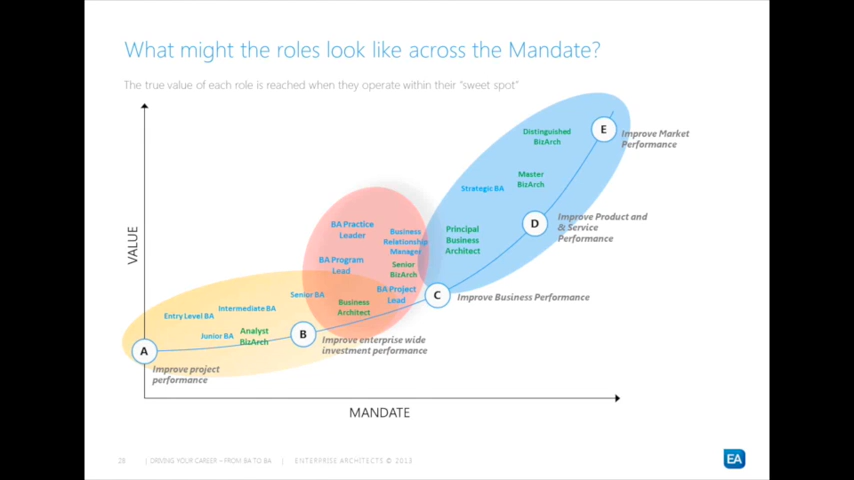 What might the roles look like across the Mandate?
The true value of each role is reached when they operate within their "sweet spot"
VALUE
E
Distinguished
BizArch
Improve Market
Performance
Master
BizArch
Strategic BA
D
Improve Product and
& Service
Performance
Principal
Business
Architect
BA Practice
Leader
Business
Relationship
Manager
BA Program
Lead
Senior
BizArch
BA Project
Lead
C
Improve Business Performance
Senior BA
Business
Architect
Intermediate BA
Entry Level BA
Junior BA
Analyst
BizArch
B
Improve enterprise wide
investment performance
A
Improve project
performance
MANDATE
28 | DRIVING YOUR CAREER – FROM BA TO BA | ENTERPRISE ARCHITECTS © 2013
EA